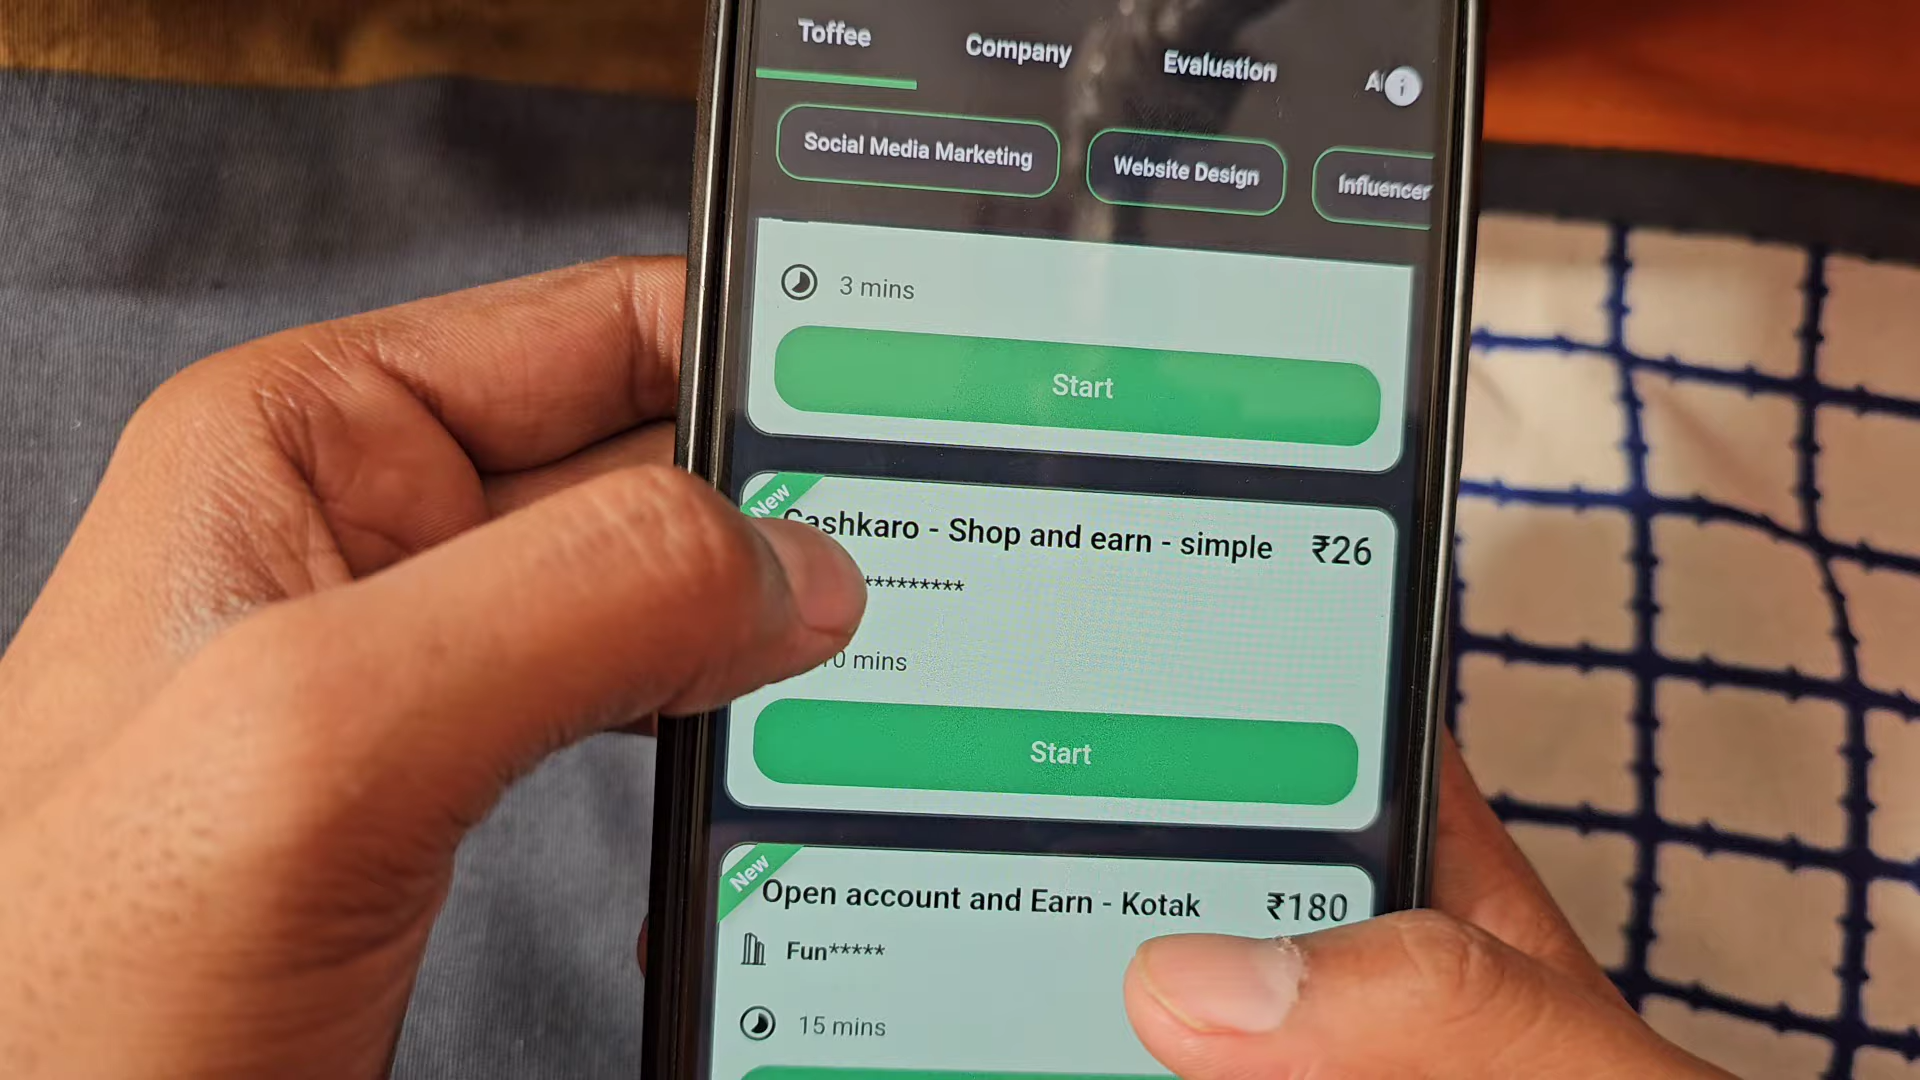 Toffee Company Evaluation
Social Media Marketing Website Design Influencer
3 mins
Start
New
Cashkaro - Shop and earn - simple ₹26
*********
0 mins
Start
New
Open account and Earn - Kotak ₹180
Fun*****
15 mins